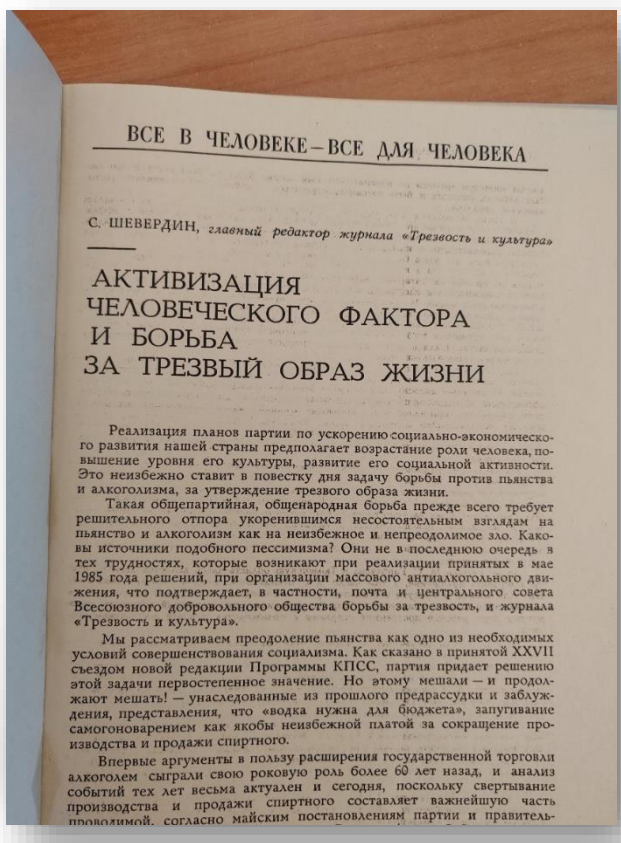 ВСЕ В ЧЕЛОВЕКЕ – ВСЕ ДЛЯ ЧЕЛОВЕКА
С. ШЕВЕРДИН, главный редактор журнала «Трезвость и культура»
АКТИВИЗАЦИЯ
ЧЕЛОВЕЧЕСКОГО ФАКТОРА
И БОРЬБА
ЗА ТРЕЗВЫЙ ОБРАЗ ЖИЗНИ
Реализация планов партии по ускорению социально-экономическо-
го развития нашей страны предполагает возрастание роли человека, по-
вышение уровня его культуры, развитие его социальной активности.
Это неизбежно ставит в повестку дня задачу борьбы против пьянства
и алкоголизма, за утверждение трезвого образа жизни.
Такая общепартийная, общенародная борьба прежде всего требует
решительного отпора укоренившимся несостоятельным взглядам на
пьянство и алкоголизм как на неизбежное и непреодолимое зло. Како-
вы источники подобного пессимизма? Они не в последнюю очередь в
тех трудностях, которые возникают при реализации принятых в мае
1985 года решений, при организации массового антиалкогольного дви-
жения, что подтверждает, в частности, почта и центрального совета
Всесоюзного добровольного общества борьбы за трезвость, и журнала
«Трезвость и культура».
Мы рассматриваем преодоление пьянства как одно из необходимых
условий совершенствования социализма. Как сказано в принятой XXVII
съездом новой редакции Программы КПСС, партия придает решению
этой задачи первостепенное значение. Но этому мешали — и продол-
жают мешать! — унаследованные из прошлого предрассудки и заблуж-
дения, представления, что «водка нужна для бюджета», запугивание
самогоноварением как якобы неизбежной платой за сокращение про-
изводства и продажи спиртного.
Впервые аргументы в пользу расширения государственной торговли
алкоголем сыграли свою роковую роль более 60 лет назад, и анализ
событий тех лет весьма актуален и сегодня, поскольку свертывание
производства и продажи спиртного составляет важнейшую часть
проводимой, согласно майским постановлениям партии и правитель-